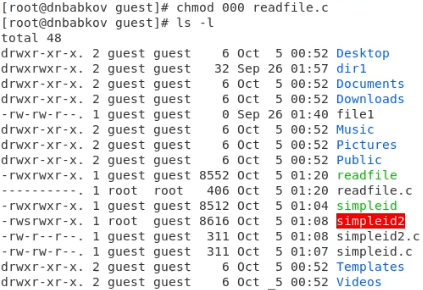 [root@dnbabkov guest]# chmod 000 readfile.c
[root@dnbabkov guest]# ls -l
total 48
drwxr-xr-x. 2 guest guest    6 Oct  5 00:52 Desktop
drwxrwxr-x. 2 guest guest   32 Sep 26 01:57 dir1
drwxr-xr-x. 2 guest guest    6 Oct  5 00:52 Documents
drwxr-xr-x. 2 guest guest    6 Oct  5 00:52 Downloads
-rw-rw-r--. 1 guest guest    0 Sep 26 01:40 file1
drwxr-xr-x. 2 guest guest    6 Oct  5 00:52 Music
drwxr-xr-x. 2 guest guest    6 Oct  5 00:52 Pictures
drwxr-xr-x. 2 guest guest    6 Oct  5 00:52 Public
-rwxrwxr-x. 1 guest guest 8552 Oct  5 01:20 readfile
----------. 1 root  root   406 Oct  5 01:20 readfile.c
-rwxrwxr-x. 1 guest guest 8512 Oct  5 01:04 simpleid
-rwsrwxr-x. 1 root  guest 8616 Oct  5 01:08 simpleid2
-rw-r--r--. 1 guest guest  311 Oct  5 01:08 simpleid2.c
-rw-rw-r--. 1 guest guest  311 Oct  5 01:07 simpleid.c
drwxr-xr-x. 2 guest guest    6 Oct  5 00:52 Templates
drwxr-xr-x. 2 guest guest    6 Oct  5 00:52 Videos